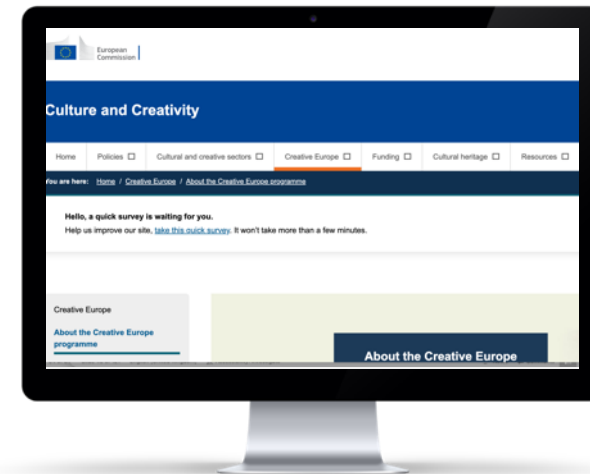 European
Commission
Culture and Creativity
Home Policies Cultural and creative sectors Creative Europe Funding Cultural heritage Resources
You are here: Home / Creative Europe / About the Creative Europe programme
Hello, a quick survey is waiting for you.
Help us improve our site, take this quick survey. It won't take more than a few minutes.
Creative Europe
About the Creative Europe
programme
About the Creative Europe